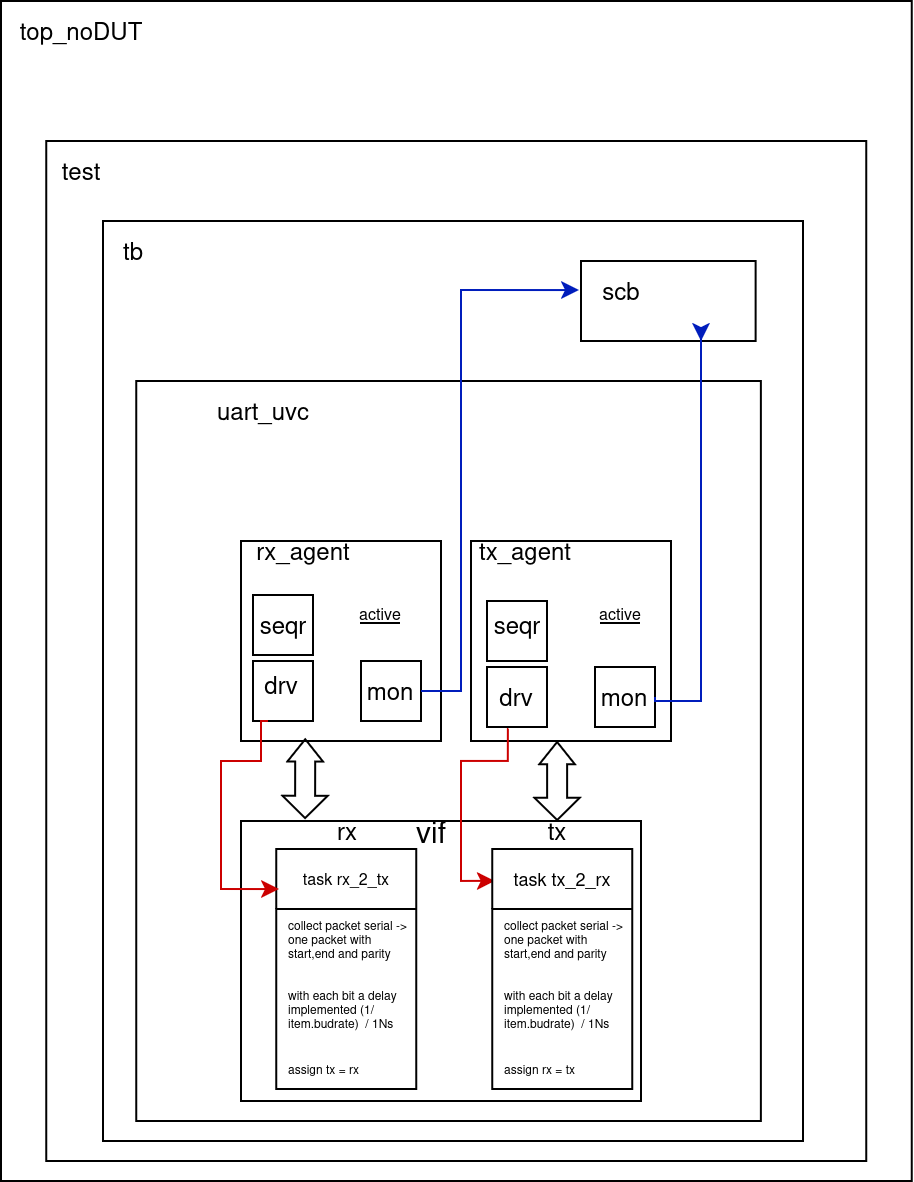 top_noDUT
test
tb
scb
uart_uvc
rx_agent
seqr
active
drv
mon
tx_agent
seqr
active
drv
mon
vif
rx
task rx_2_tx
collect packet serial ->
one packet with
start,end and parity
with each bit a delay
implemented (1/
item.budrate)  / 1Ns
assign tx = rx
tx
task tx_2_rx
collect packet serial ->
one packet with
start,end and parity
with each bit a delay
implemented (1/
item.budrate)  / 1Ns
assign rx = tx